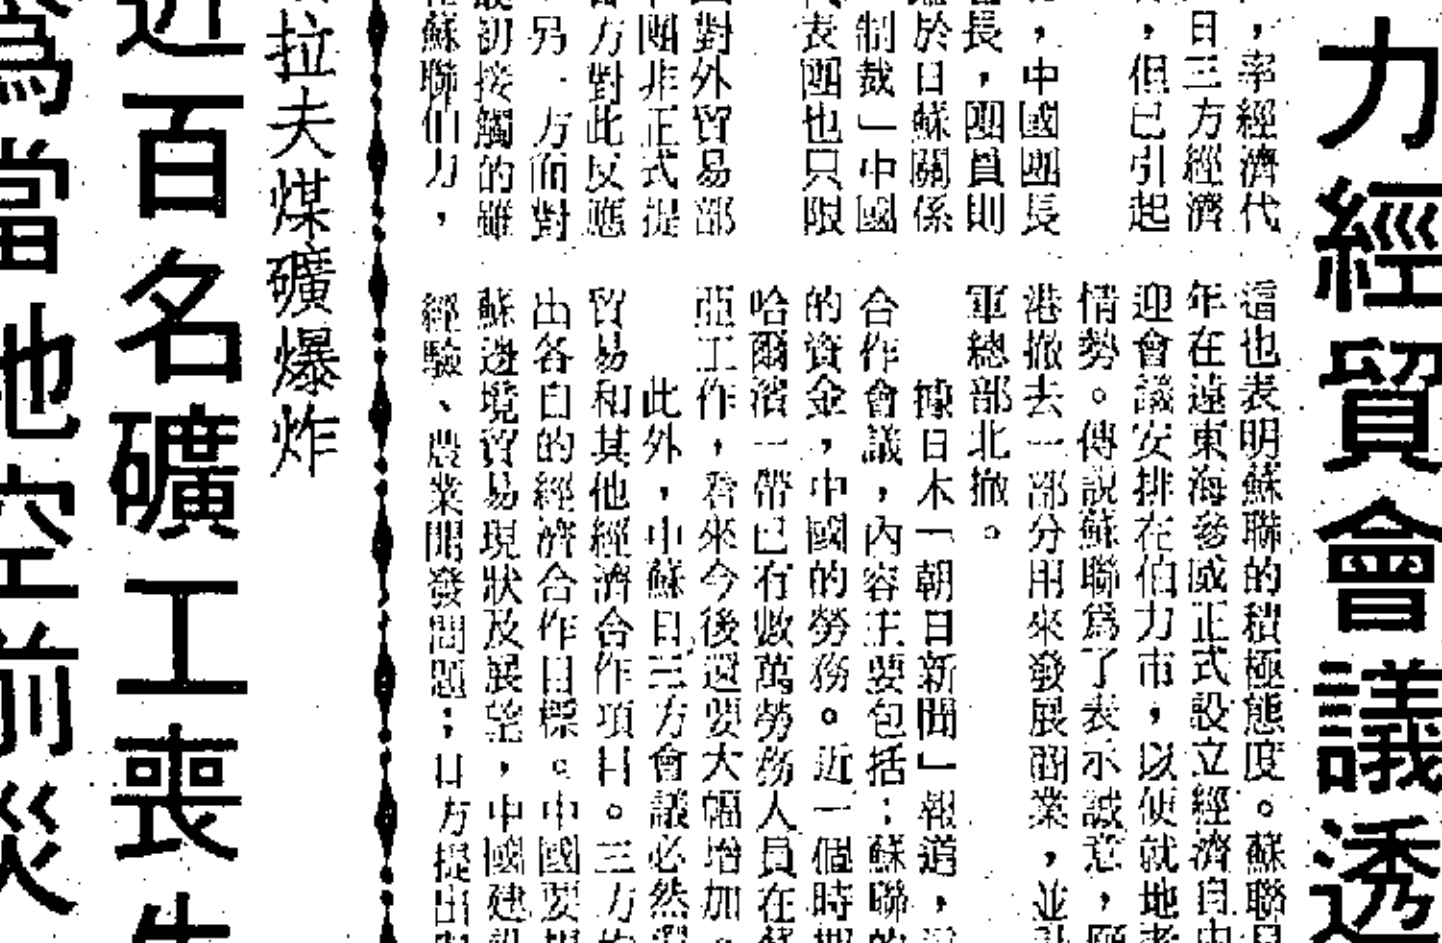 力經貿會議透
，率經濟代
日三方經濟
，但已引起
，中國團長
長，團員則
於日蘇關係
制裁」中國
表團也只限
對外貿易部
團非正式提
方對此反應
另一方面對
初接觸的雖
蘇聯伯力，
這也表明蘇聯的積極態度。蘇聯
年在遠東海參威正式設立經濟自由
迎會議安排在伯力市，以便就地
情勢。傳説蘇聯爲了表示誠意，願
港撤去一部分用來發展商業，並
軍總部北撤。
據日本「朝日新聞」報道，
合作會議，內容主要包括：蘇聯的
的資金，中國的勞務。近一個時期
哈爾濱一帶已有數萬勞務人員在蘇
亞工作，看來今後還要大幅增加。
此外，中蘇日三方會議必然還
貿易和其他經濟合作項目。三方的
出各自的經濟合作目標。中國要
蘇邊境貿易現狀及展望，中國建設
經驗、農業開發問題；日方提出
拉夫煤礦爆炸
近百名礦工喪生
爲當地空前災